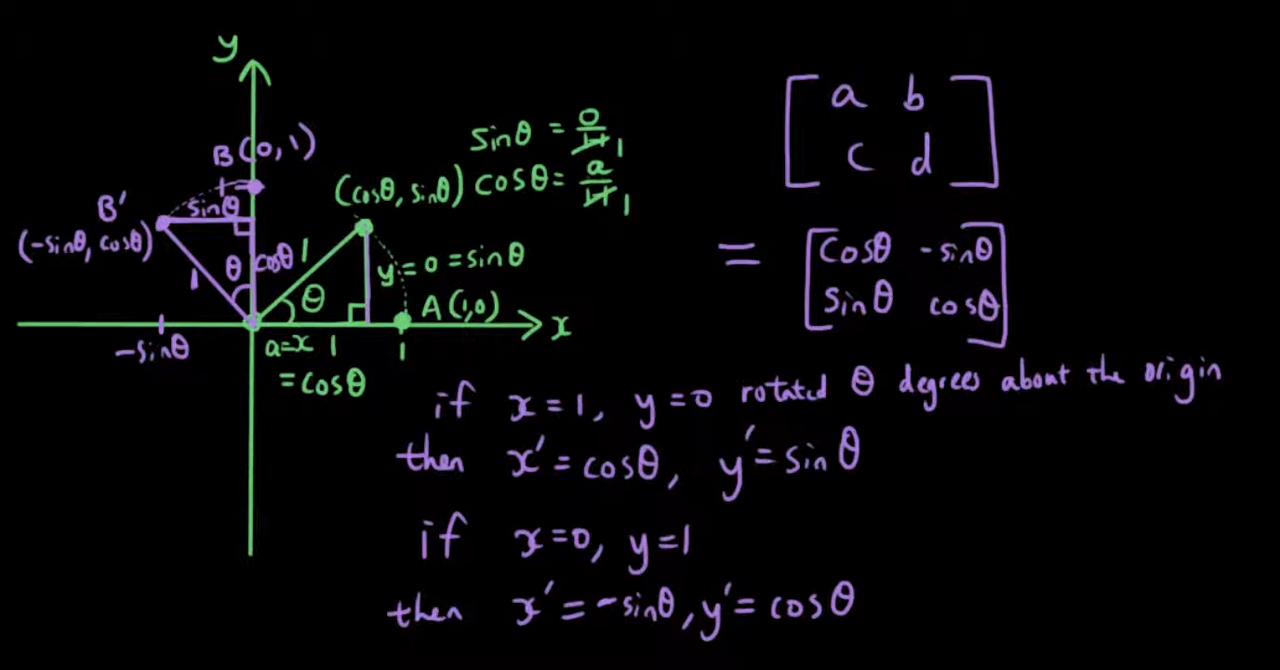 y
B(0,1)
B'
(-sinθ, cosθ)
sinθ
θ
cosθ
1
-sinθ
(cosθ, sinθ)
1
θ
y=o=sinθ
A(1,0)
x
1
a=x 1
=cosθ
sinθ = o/H 1
cosθ = a/H 1
[a b
c d]
= [cosθ -sinθ
sinθ cosθ]
if x=1, y=0 rotated θ degrees about the origin
then x'=cosθ, y'=sinθ
if x=0, y=1
then x'=-sinθ, y'=cosθ